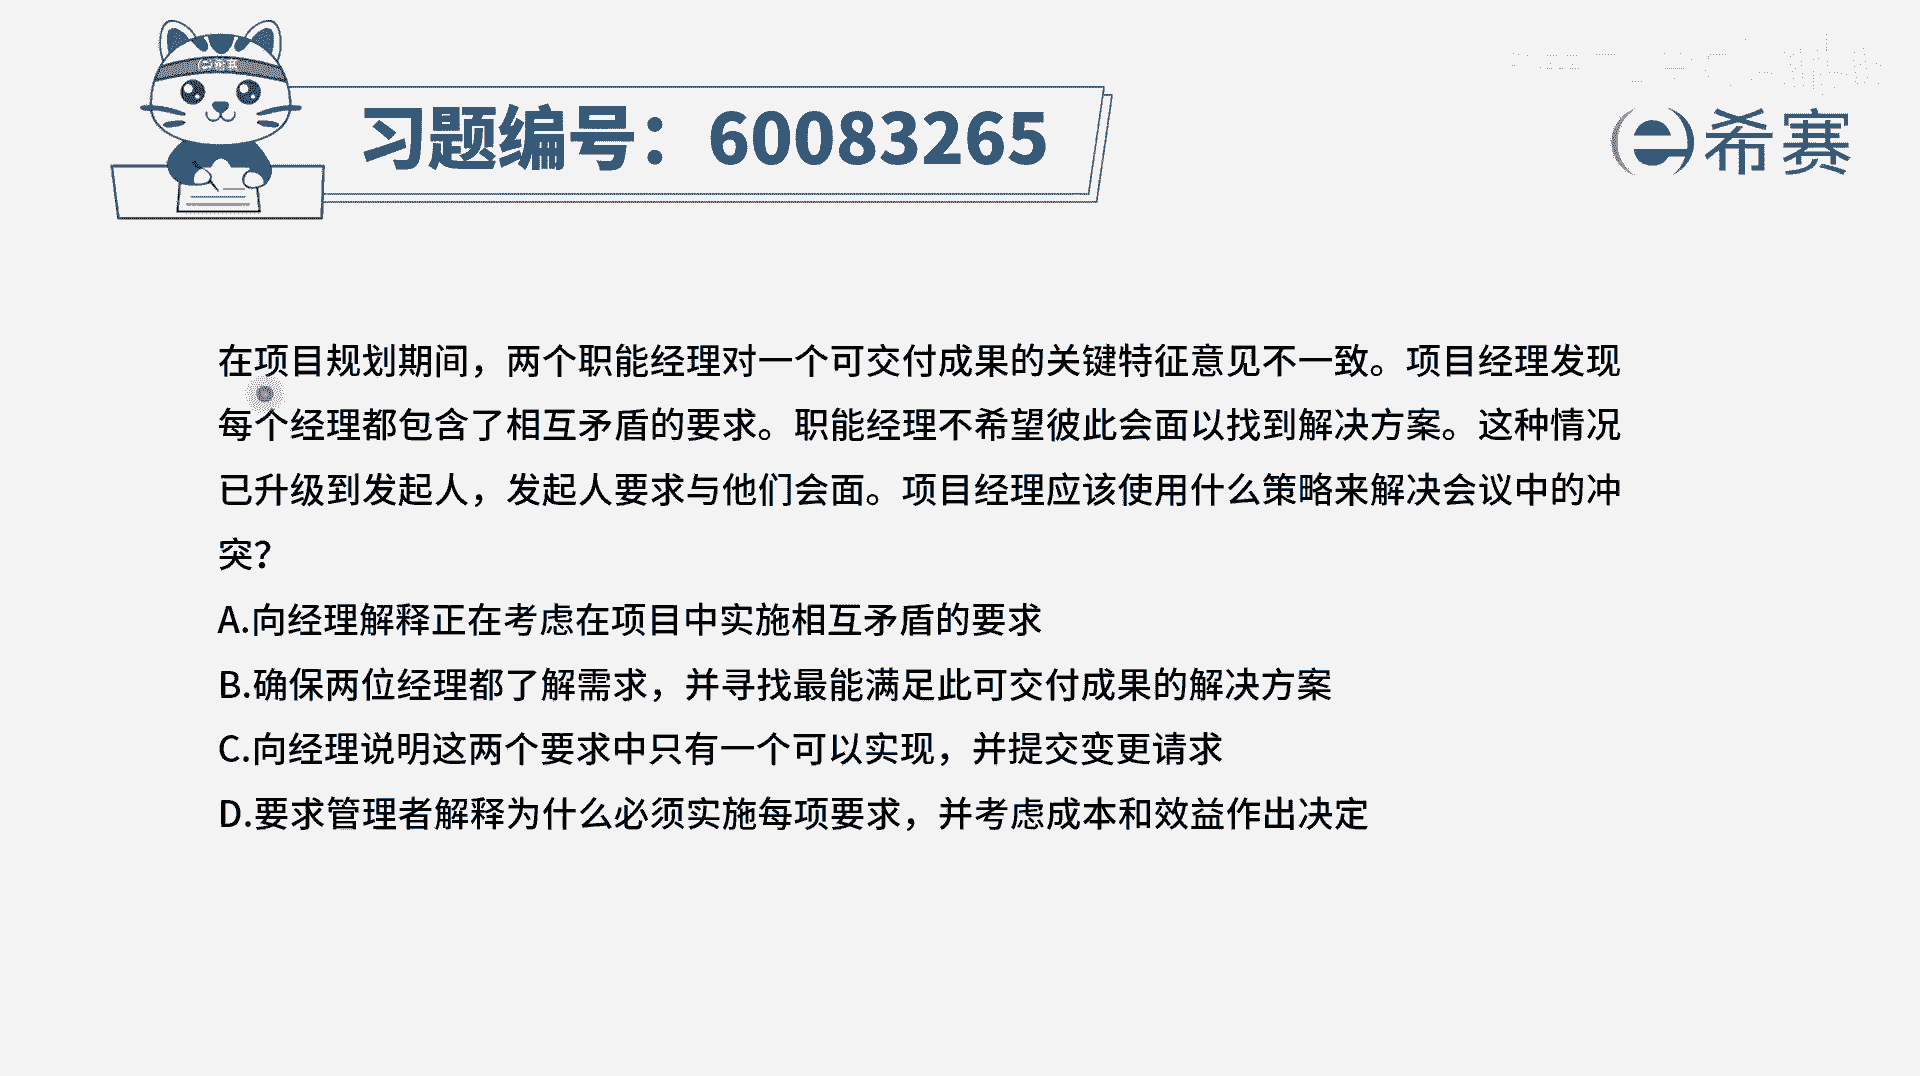 希赛
习题编号：60083265
希赛
在项目规划期间，两个职能经理对一个可交付成果的关键特征意见不一致。项目经理发现
每个经理都包含了相互矛盾的要求。职能经理不希望彼此会面以找到解决方案。这种情况
已升级到发起人，发起人要求与他们会面。项目经理应该使用什么策略来解决会议中的冲
突？
A.向经理解释正在考虑在项目中实施相互矛盾的要求
B.确保两位经理都了解需求，并寻找最能满足此可交付成果的解决方案
C.向经理说明这两个要求中只有一个可以实现，并提交变更请求
D.要求管理者解释为什么必须实施每项要求，并考虑成本和效益作出决定